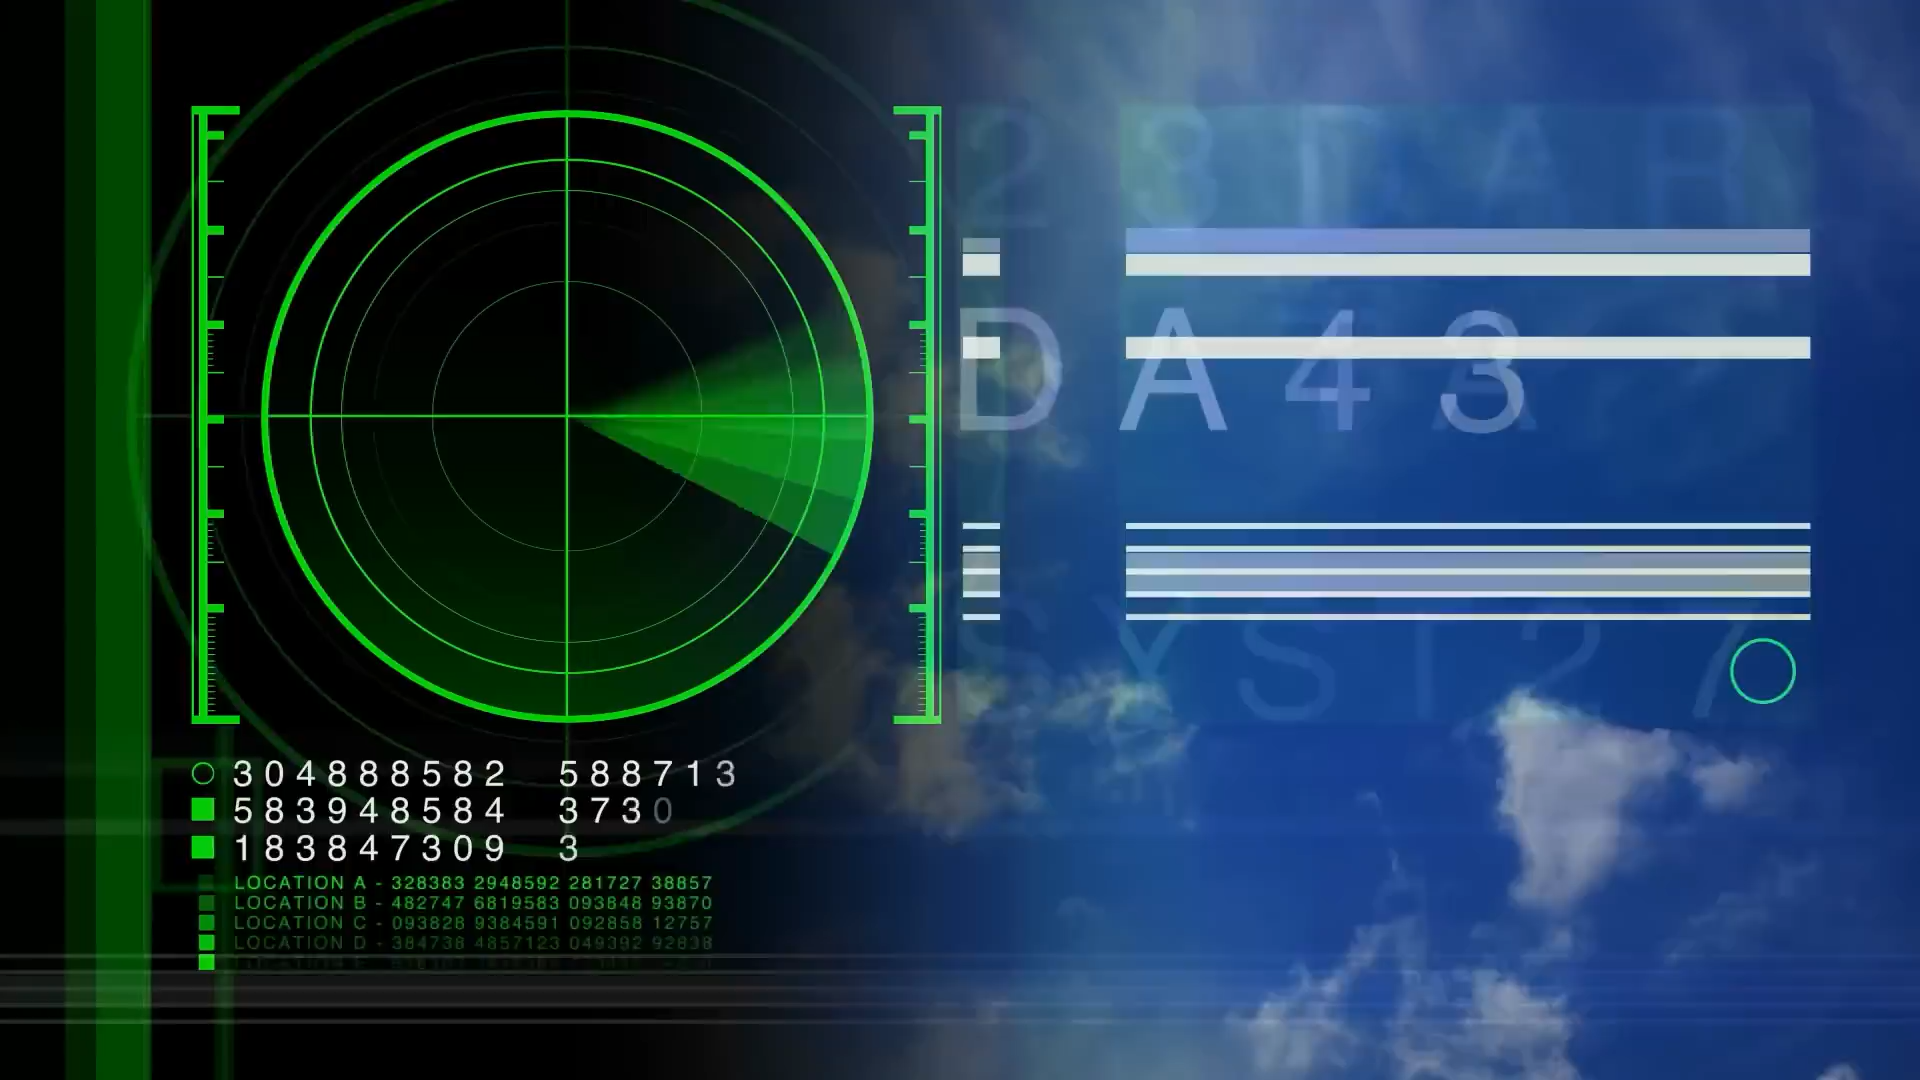 DA43
SYST27
304888582 588713
583948584 3730
183847309 3
LOCATION A - 328383 2948592 281727 38857
LOCATION B - 482747 6819583 093848 93870
LOCATION C - 093828 9384591 092858 12757
LOCATION D - 384738 4857123 049392 92838